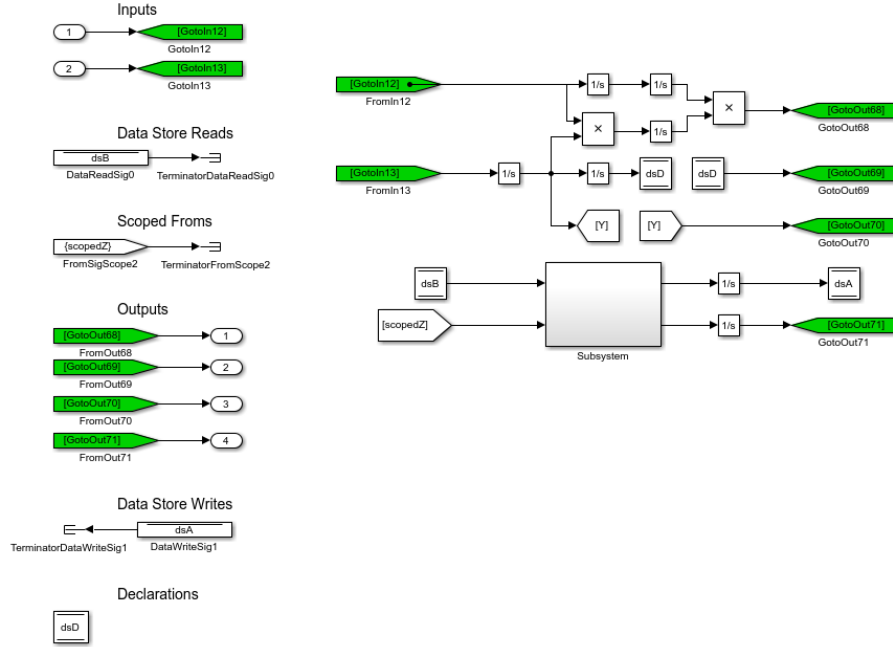 Inputs
1
[GotoIn12]
GotoIn12
2
[GotoIn13]
GotoIn13
Data Store Reads
dsB
DataReadSig0
TerminatorDataReadSig0
Scoped Froms
{scopedZ}
FromSigScope2
TerminatorFromScope2
Outputs
[GotoOut68]
1
FromOut68
[GotoOut69]
2
FromOut69
[GotoOut70]
3
FromOut70
[GotoOut71]
4
FromOut71
Data Store Writes
dsA
TerminatorDataWriteSig1
DataWriteSig1
Declarations
dsD
[GotoIn12]
FromIn12
1/s
1/s
×
1/s
×
[GotoOut68]
GotoOut68
[GotoIn13]
FromIn13
1/s
1/s
dsD
dsD
[GotoOut69]
GotoOut69
[Y]
[Y]
[GotoOut70]
GotoOut70
dsB
1/s
dsA
[scopedZ]
1/s
[GotoOut71]
GotoOut71
Subsystem